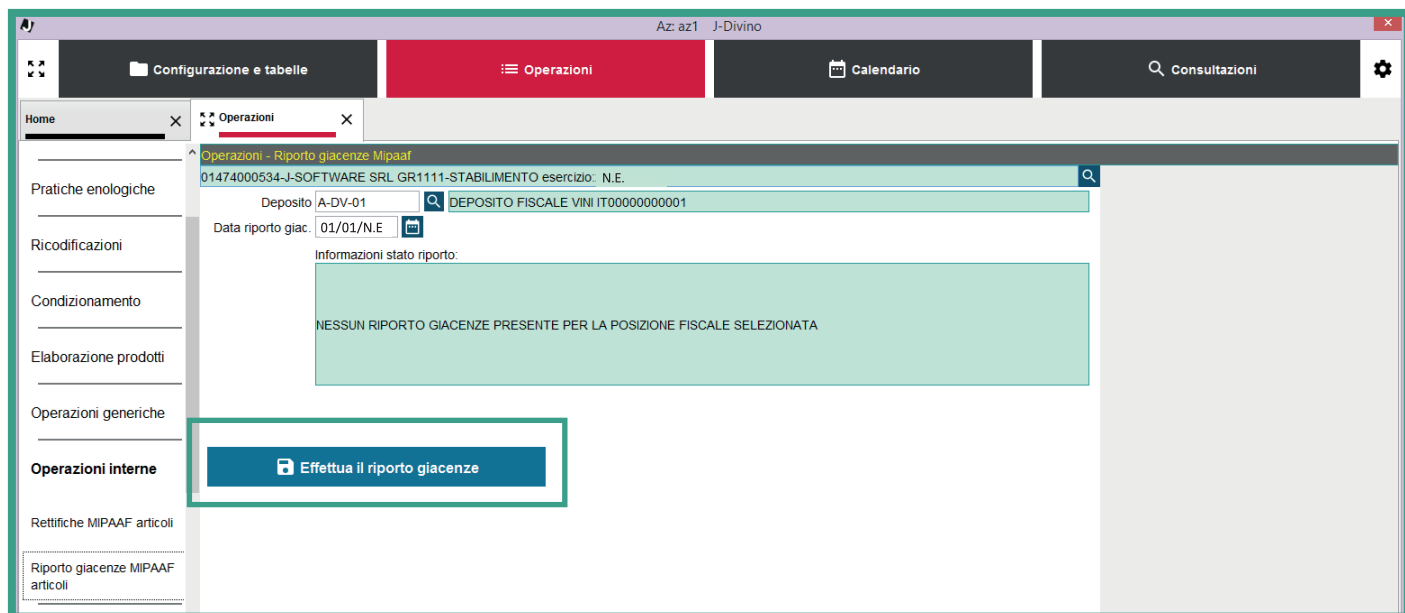 Az: az1 J-Divino
Configurazione e tabelle
Operazioni
Calendario
Consultazioni
Home
Operazioni
Operazioni - Riporto giacenze Mipaaf
01474000534-J-SOFTWARE SRL GR1111-STABILIMENTO esercizio:: N.E.
Deposito A-DV-01 DEPOSITO FISCALE VINI IT00000000001
Data riporto giac. 01/01/N.E
Informazioni stato riporto:
NESSUN RIPORTO GIACENZE PRESENTE PER LA POSIZIONE FISCALE SELEZIONATA
Effettua il riporto giacenze
Pratiche enologiche
Ricodificazioni
Condizionamento
Elaborazione prodotti
Operazioni generiche
Operazioni interne
Rettifiche MIPAAF articoli
Riporto giacenze MIPAAF
articoli